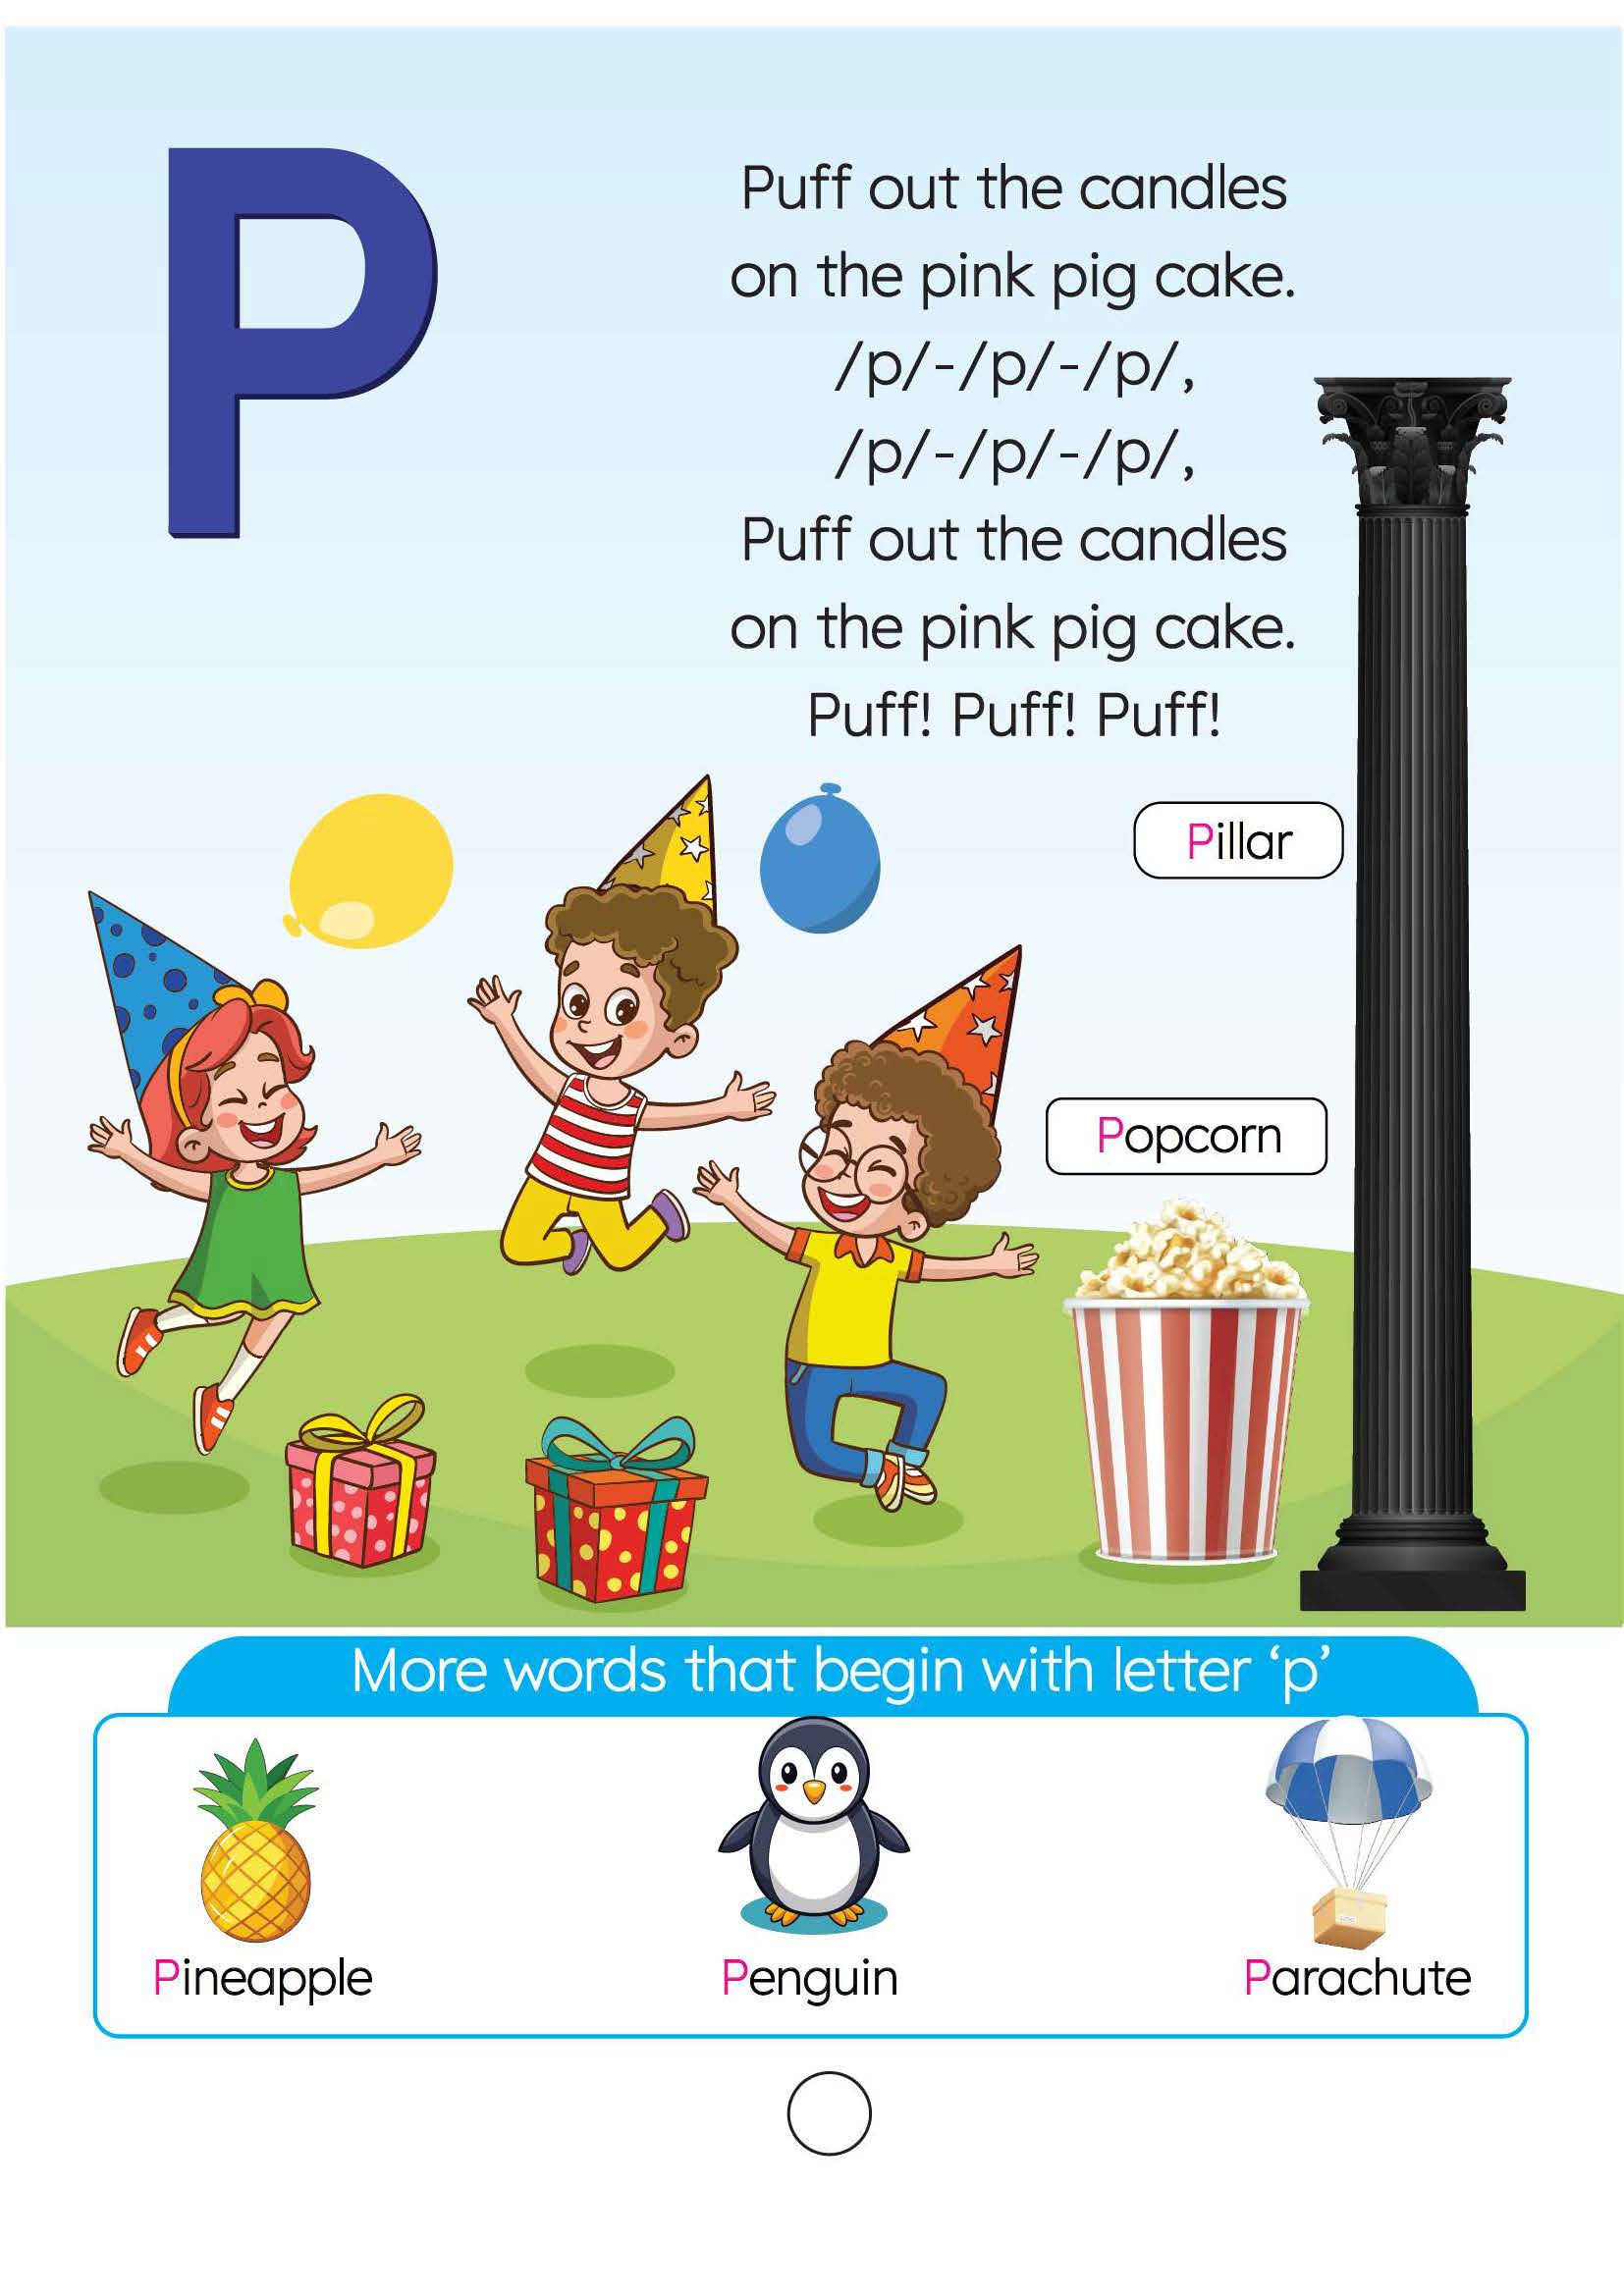 P
Puff out the candles
on the pink pig cake.
/p/-/p/-/p/,
/p/-/p/-/p/,
Puff out the candles
on the pink pig cake.
Puff! Puff! Puff!
Pillar
Popcorn
More words that begin with letter ‘p’
Pineapple
Penguin
Parachute